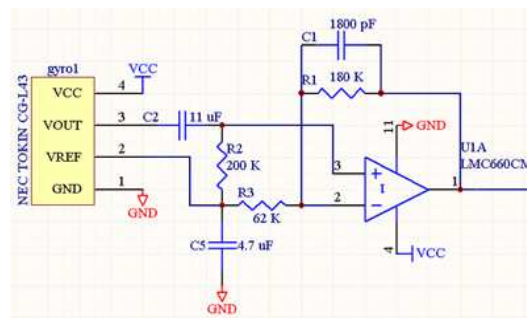 1800 pF
C1
gyro1
VCC
R1
180 K
VCC
4
NEC TOKIN CG-L43
VOUT
3
C2
11 uF
11
GND
VREF
2
R2
200 K
U1A
LMC660CM
3
+
I
1
GND
1
R3
2
−
GND
62 K
C5
4.7 uF
4
VCC
GND